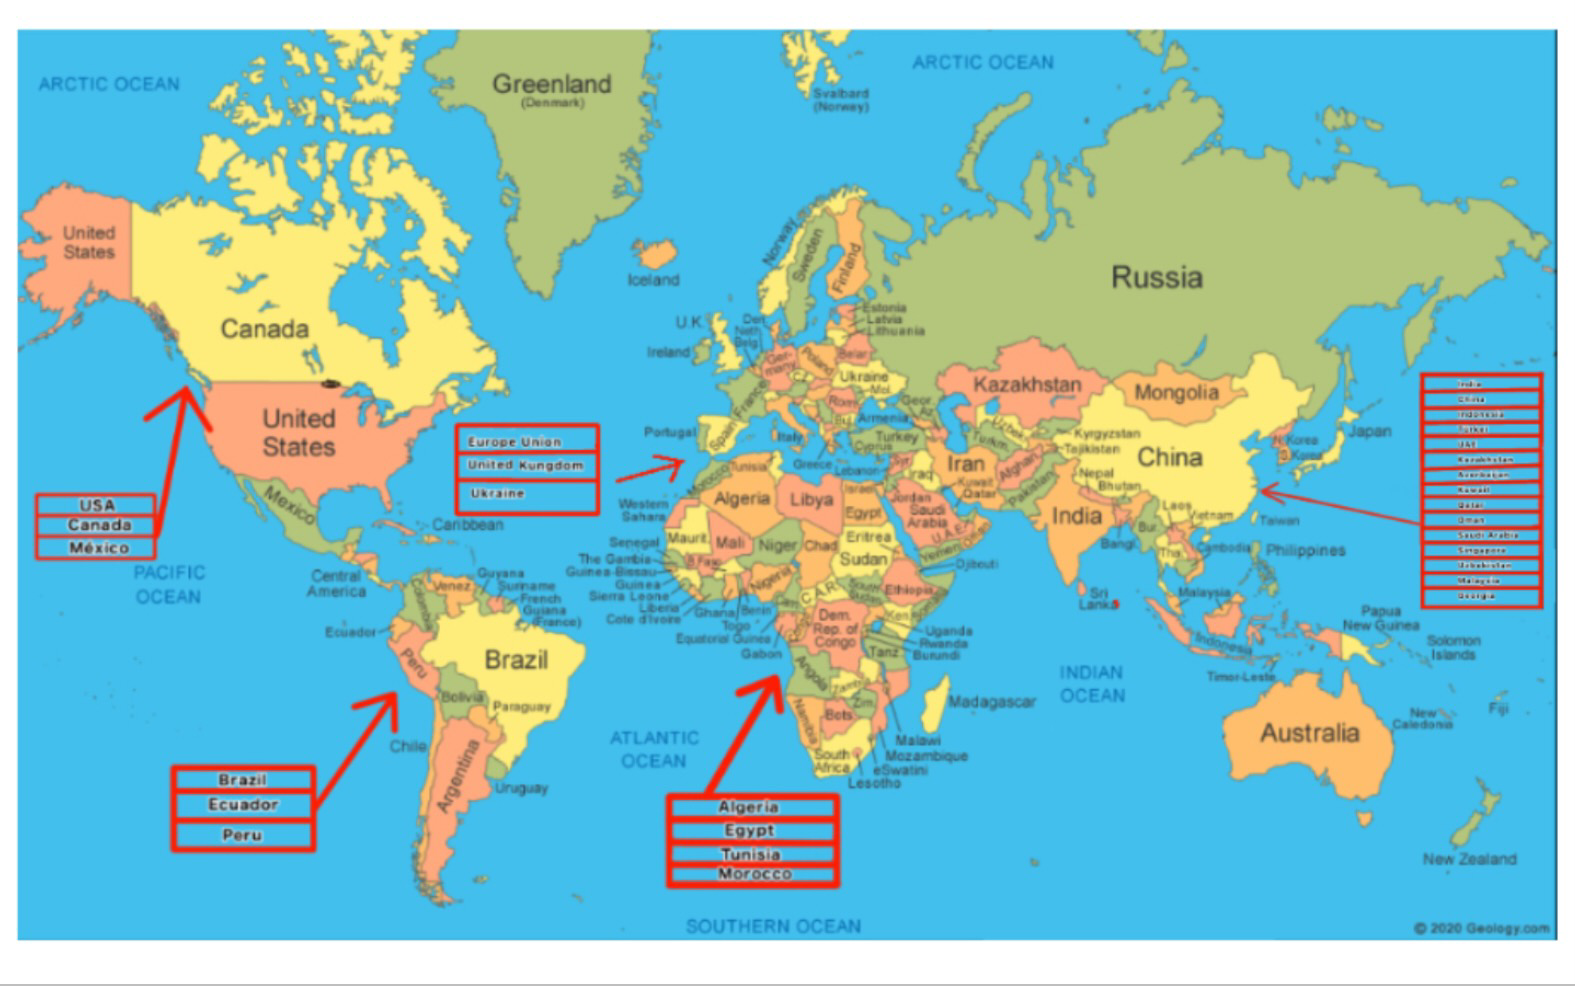 ARCTIC OCEAN
Greenland
(Denmark)
Svalbard
(Norway)
ARCTIC OCEAN
United
States
Canada
Iceland
Norway
Sweden
Finland
Russia
Estonia
Latvia
Lithuania
U.K.
Ireland
Den.
Neth
Belg.
Ger-
many
Poland
Belar.
Ukraine
Mol.
France
Rom.
Bul.
Spain
Portugal
Italy
Greece
Armenia
Geor.
Az.
Turkey
Cyprus
Lebanon
Syr.
Iraq
Israel
Jordan
Kuwait
Qatar
Saudi
Arabia
U.A.E.
Yemen
Oman
Iran
Turkm.
Uzbek.
Kazakhstan
Kyrgyzstan
Tajikistan
Afghan.
Pakistan
Mongolia
China
Nepal
Bhutan
India
Bangl.
Bur.
Laos
Vietnam
Tha.
Cambodia
Taiwan
Philippines
N. Korea
S. Korea
Japan
Sri
Lanka
Malaysia
Indonesia
Timor-Leste
Papua
New Guinea
Solomon
Islands
Fiji
New
Caledonia
Australia
New Zealand
United
States
Mexico
Caribbean
Central
America
PACIFIC
OCEAN
USA
Canada
México
Europe Union
United Kungdom
Ukraine
Venez.
Guyana
Suriname
French
Guiana
(France)
Columbia
Ecuador
Peru
Brazil
Bolivia
Paraguay
Chile
Argentina
Uruguay
Brazil
Ecuador
Peru
Morocco
Tunisia
Algeria
Libya
Egypt
Western
Sahara
Maurit.
Mali
Niger
Chad
Sudan
Eritrea
Djibouti
Ethiopia
Somalia
South
Sudan
C.A.R.
Nigeria
B.Faso
Senegal
The Gambia
Guinea-Bissau
Guinea
Sierra Leone
Liberia
Cote d'Ivoire
Ghana
Togo
Benin
Equatorial Guinea
Gabon
Dem.
Rep. of
Congo
Ken.
Uganda
Rwanda
Burundi
Tanz.
Angola
Zambia
Zim.
Namibia
Bots.
South
Africa
Madagascar
Malawi
Mozambique
eSwatini
Lesotho
ATLANTIC
OCEAN
INDIAN
OCEAN
SOUTHERN OCEAN
Algeria
Egypt
Tunisia
Morocco
India
China
Indonesia
UAE
Kazakhstan
Azerbaijan
Kuwait
Qatar
Oman
Saudi Arabia
Singapore
Uzbekistan
Malaysia
Georgia
© 2020 Geology.com